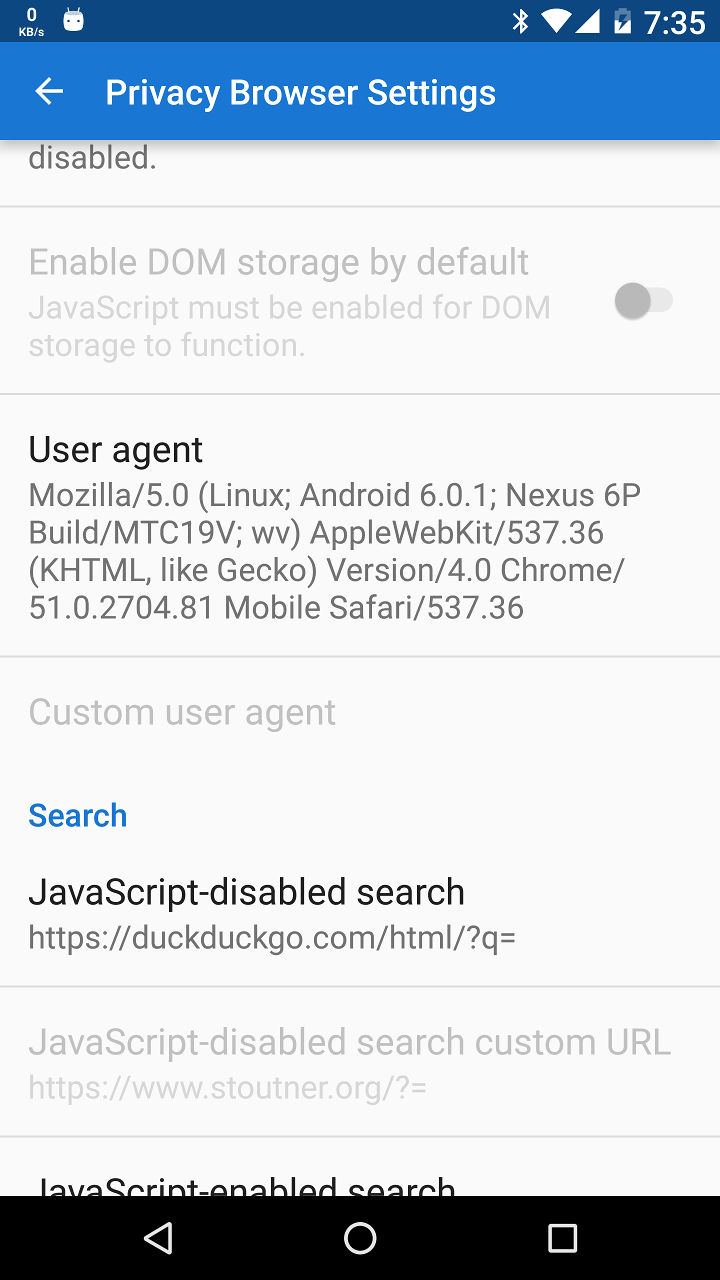 0
KB/s
7:35
Privacy Browser Settings
disabled.
Enable DOM storage by default
JavaScript must be enabled for DOM
storage to function.
User agent
Mozilla/5.0 (Linux; Android 6.0.1; Nexus 6P
Build/MTC19V; wv) AppleWebKit/537.36
(KHTML, like Gecko) Version/4.0 Chrome/
51.0.2704.81 Mobile Safari/537.36
Custom user agent
Search
JavaScript-disabled search
https://duckduckgo.com/html/?q=
JavaScript-disabled search custom URL
https://www.stoutner.org/?=
JavaScript-enabled search